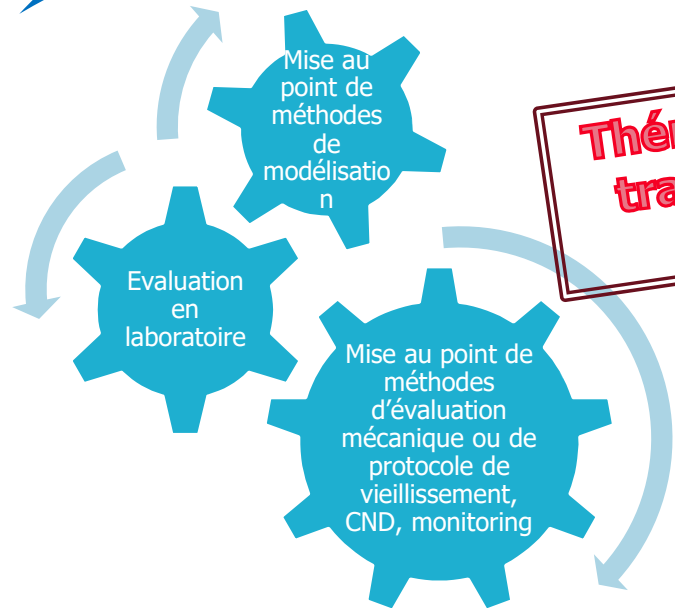 Mise au
point de
méthodes
de
modélisatio
n
Evaluation
en
laboratoire
Mise au point de
méthodes
d’évaluation
mécanique ou de
protocole de
vieillissement,
CND, monitoring